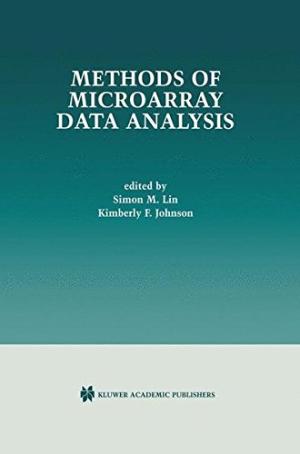 METHODS OF
MICROARRAY
DATA ANALYSIS
edited by
Simon M. Lin
Kimberly F. Johnson
KLUWER ACADEMIC PUBLISHERS